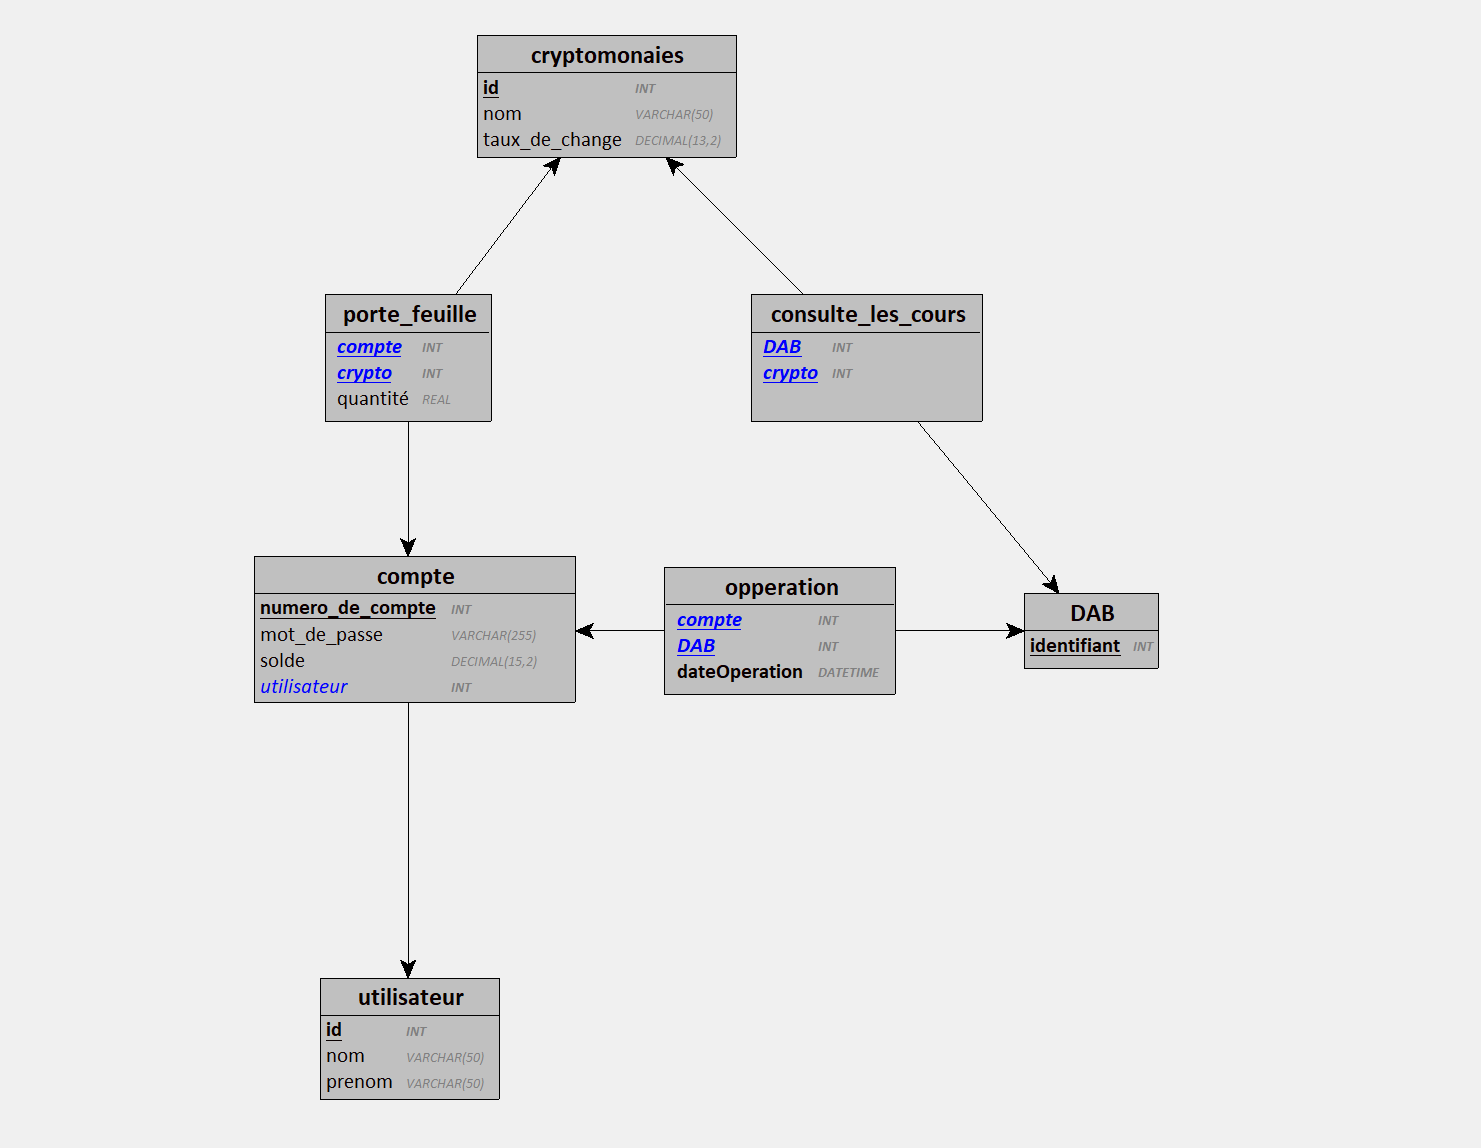 cryptomonaies
id INT
nom VARCHAR(50)
taux_de_change DECIMAL(13,2)
porte_feuille
compte INT
crypto INT
quantité REAL
consulte_les_cours
DAB INT
crypto INT
compte
numero_de_compte INT
mot_de_passe VARCHAR(255)
solde DECIMAL(15,2)
utilisateur INT
opperation
compte INT
DAB INT
dateOperation DATETIME
DAB
identifiant INT
utilisateur
id INT
nom VARCHAR(50)
prenom VARCHAR(50)